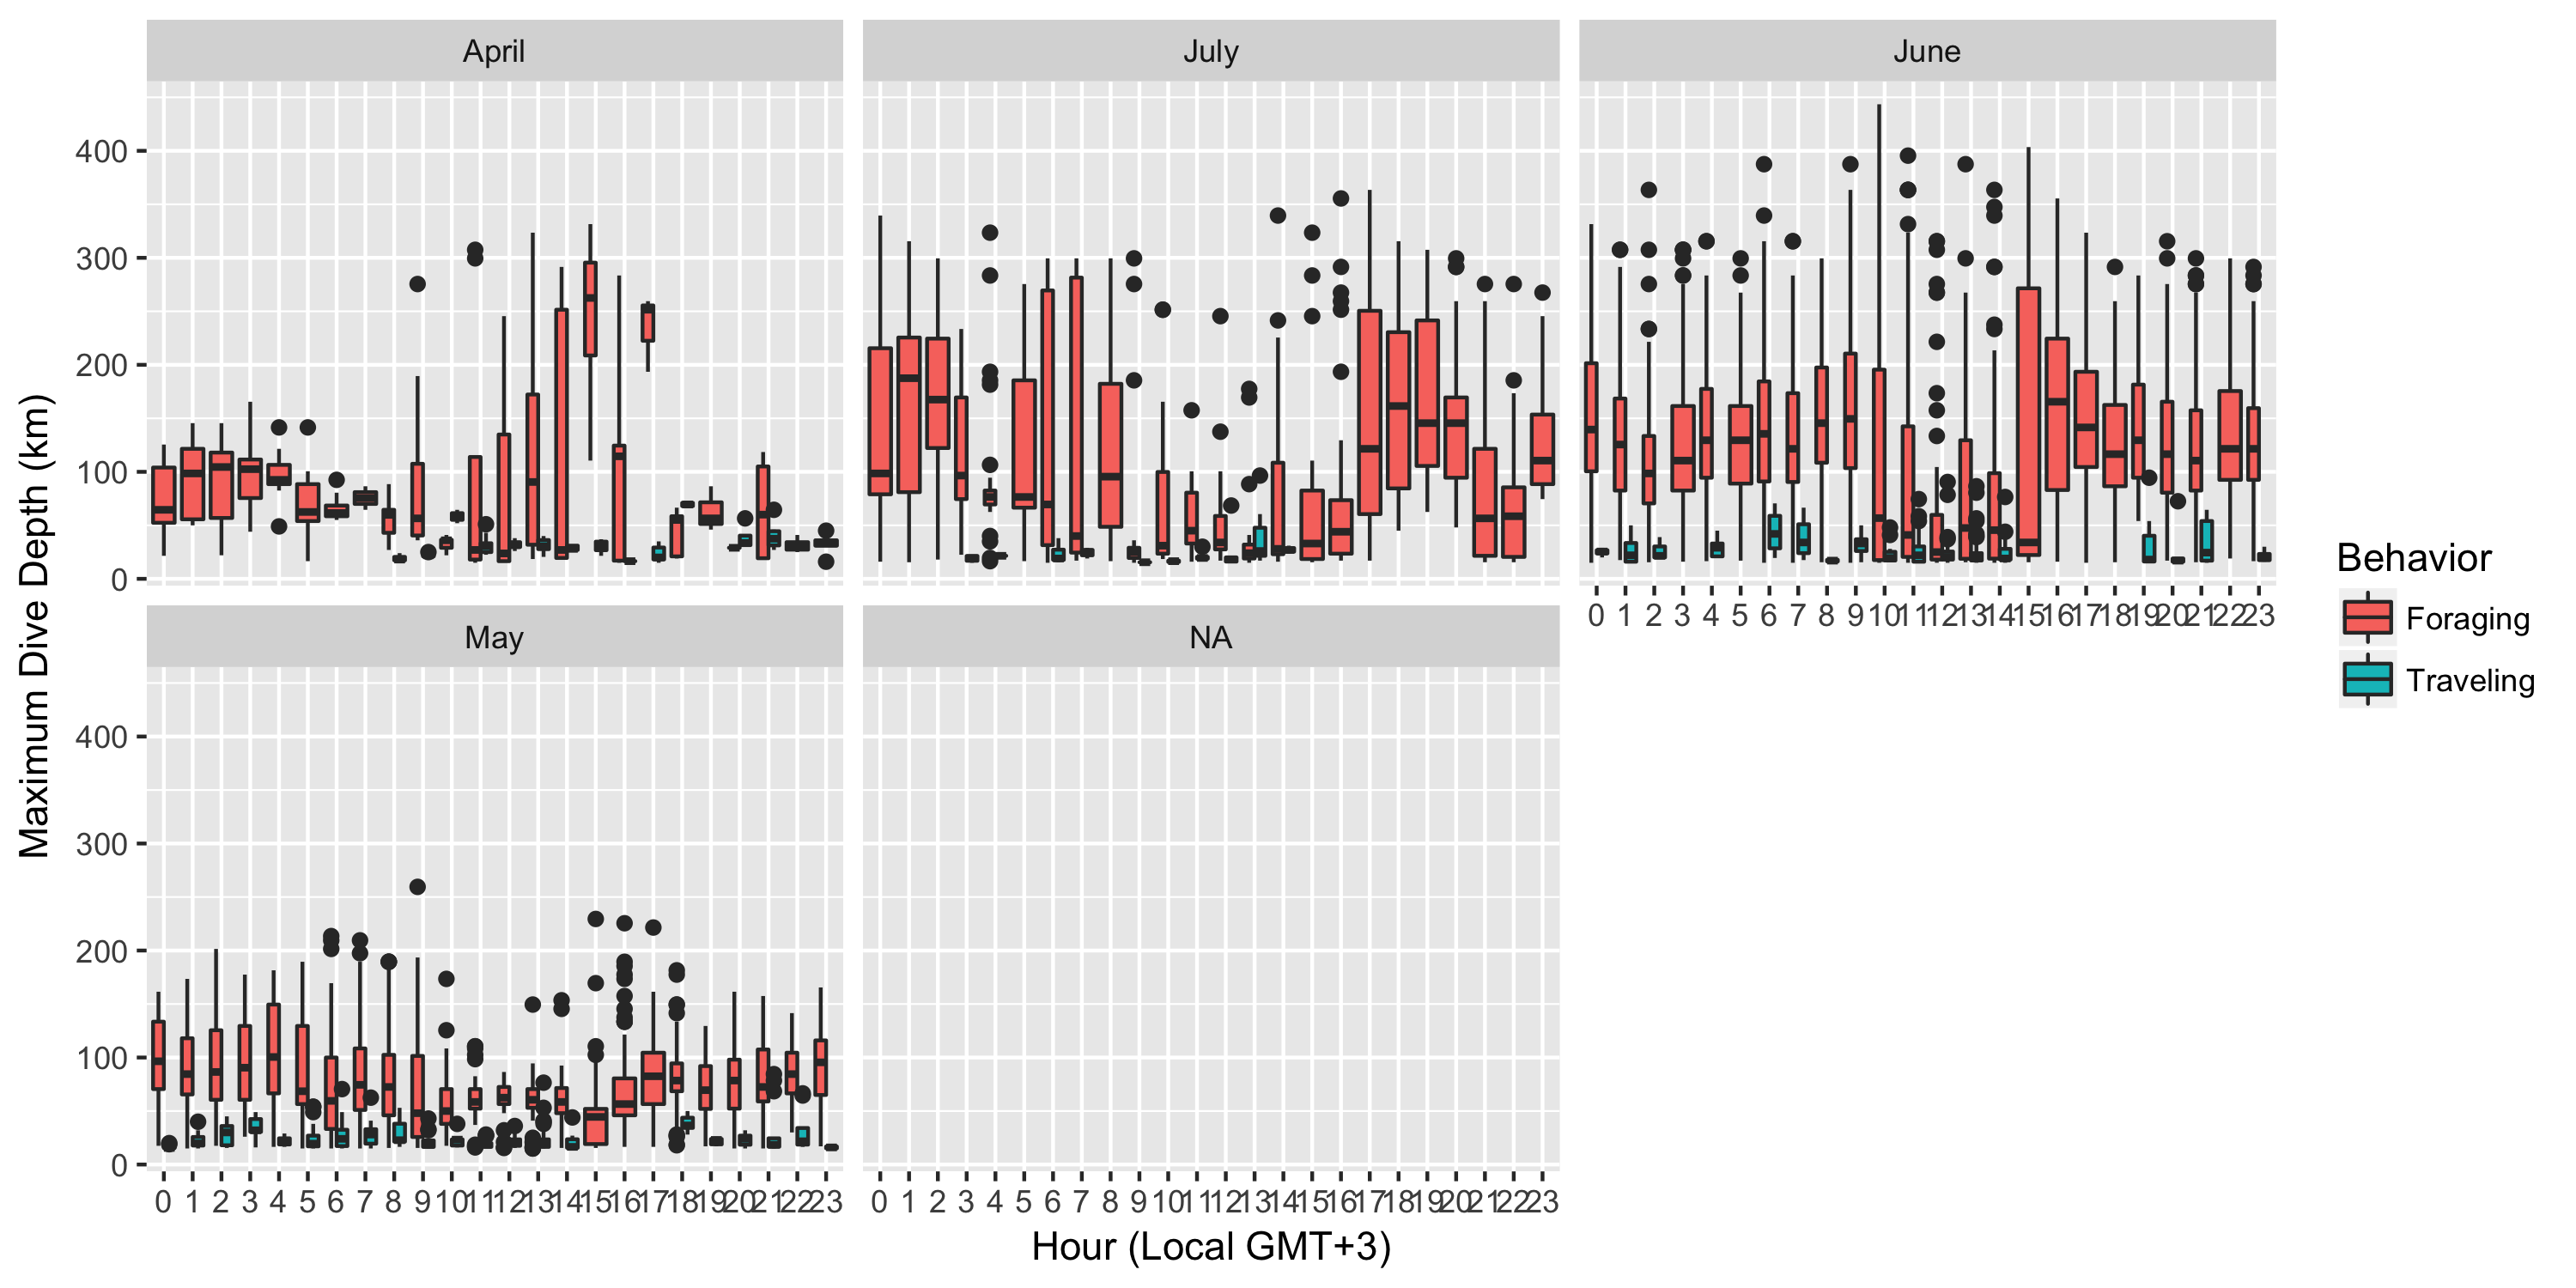 April
July
June
400
300
200
100
0
0 1 2 3 4 5 6 7 8 9 10 11 12 13 14 15 16 17 18 19 20 21 22 23
May
NA
400
300
200
100
0
0 1 2 3 4 5 6 7 8 9 10 11 12 13 14 15 16 17 18 19 20 21 22 23
0 1 2 3 4 5 6 7 8 9 10 11 12 13 14 15 16 17 18 19 20 21 22 23
Hour (Local GMT+3)
Maximum Dive Depth (km)
Behavior
Foraging
Traveling